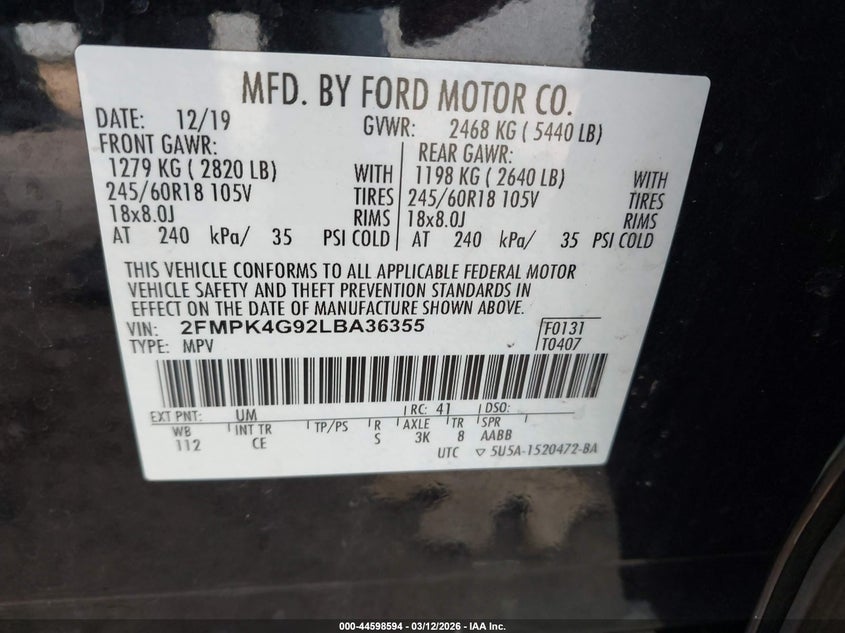 MFD. BY FORD MOTOR CO.
DATE: 12/19 GVWR: 2468 KG ( 5440 LB)
FRONT GAWR: REAR GAWR:
1279 KG ( 2820 LB) WITH 1198 KG ( 2640 LB) WITH
245/60R18 105V TIRES 245/60R18 105V TIRES
18x8.0J RIMS 18x8.0J RIMS
AT 240 kPa/ 35 PSI COLD AT 240 kPa/ 35 PSI COLD
THIS VEHICLE CONFORMS TO ALL APPLICABLE FEDERAL MOTOR
VEHICLE SAFETY AND THEFT PREVENTION STANDARDS IN
EFFECT ON THE DATE OF MANUFACTURE SHOWN ABOVE.
VIN: 2FMPK4G92LBA36355 F0131
TYPE: MPV T0407
EXT PNT: UM RC: 41 DSO:
WB INT TR TP/PS R AXLE TR SPR
112 CE S 3K 8 AABB
UTC ▽ 5U5A-1520472-BA
000-44598594 - 03/12/2026 - IAA Inc.